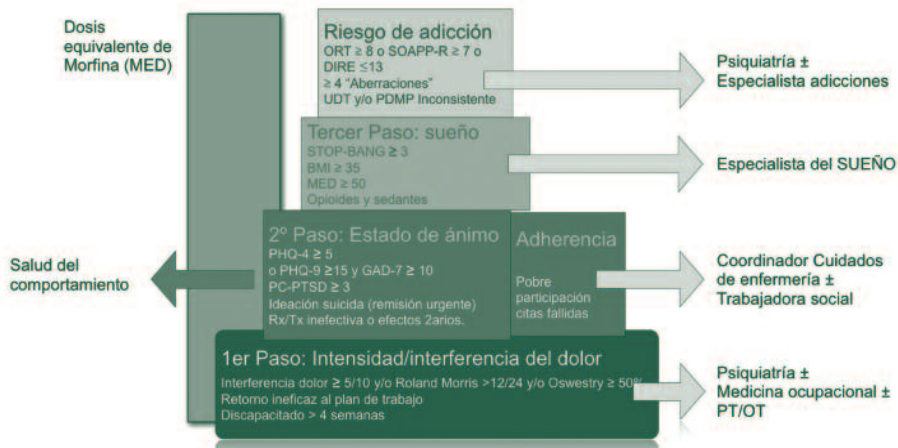 Dosis
equivalente de
Morfina (MED)
Riesgo de adicción
ORT ≥ 8 o SOAPP-R ≥ 7 o
DIRE ≤13
≥ 4 "Aberraciones"
UDT y/o PDMP Inconsistente
Psiquiatría ±
Especialista adicciones
Tercer Paso: sueño
STOP-BANG ≥ 3
BMI ≥ 35
MED ≥ 50
Opioides y sedantes
Especialista del SUEÑO
2º Paso: Estado de ánimo
PHQ-4 ≥ 5
o PHQ-9 ≥15 y GAD-7 ≥ 10
PC-PTSD ≥ 3
Ideación suicida (remisión urgente)
Rx/Tx inefectiva o efectos 2arios.
Adherencia
Pobre
participación
citas fallidas
Salud del
comportamiento
Coordinador Cuidados
de enfermería ±
Trabajadora social
1er Paso: Intensidad/interferencia del dolor
Interferencia dolor ≥ 5/10 y/o Roland Morris >12/24 y/o Oswestry ≥ 50%
Retorno ineficaz al plan de trabajo
Discapacitado > 4 semanas
Psiquiatría ±
Medicina ocupacional ±
PT/OT